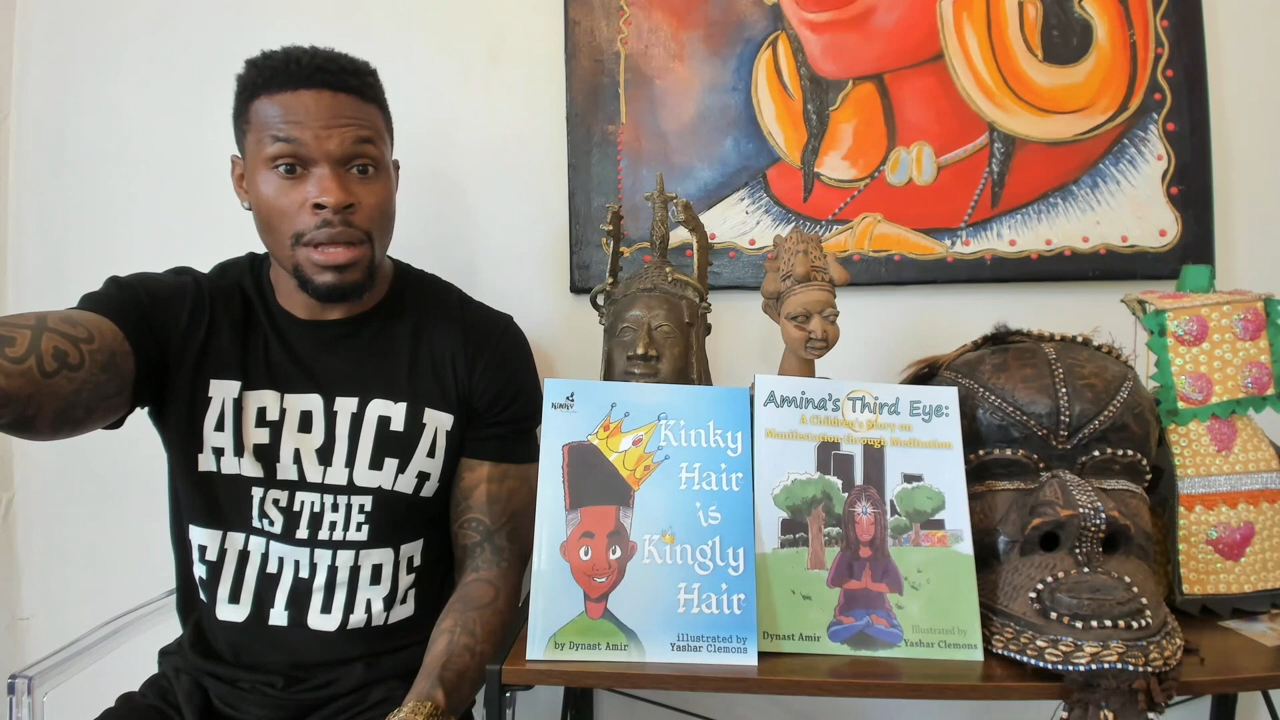 AFRICA
IS THE
FUTURE
KINKY
Kinky
Hair
is
Kingly
Hair
by Dynast Amir
illustrated by
Yashar Clemons
Amina's Third Eye:
A Children's Story on
Manifestation through Meditation
Dynast Amir
Illustrated by
Yashar Clemons